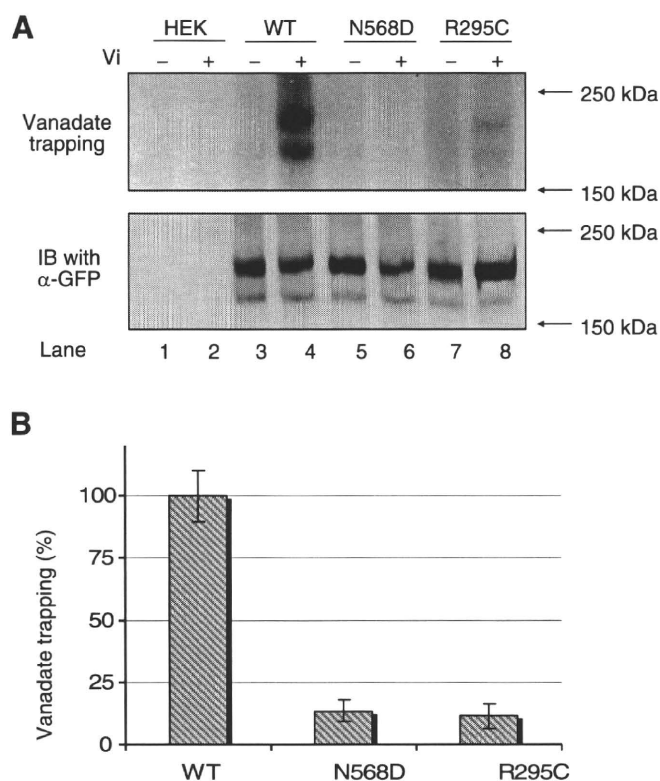 A
HEK WT N568D R295C
Vi − + − + − + − +
Vanadate
trapping
250 kDa
150 kDa
IB with
α-GFP
250 kDa
150 kDa
Lane 1 2 3 4 5 6 7 8
B
Vanadate trapping (%)
100
75
50
25
0
WT N568D R295C